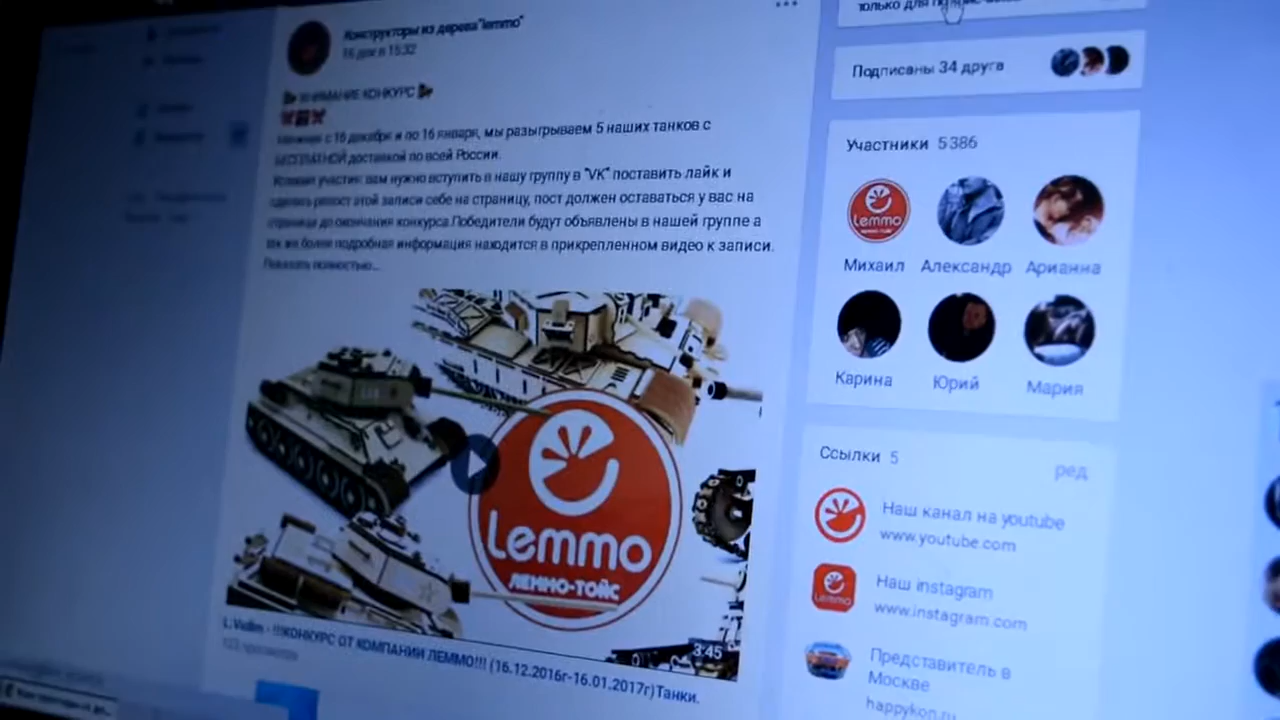 Конструкторы из дерева "lemmo"
16 дек в 15:32
ВНИМАНИЕ КОНКУРС
с 16 декабря и по 16 января, мы разыгрываем 5 наших танков с
БЕСПЛАТНОЙ доставкой по всей России.
Условия участия: вам нужно вступить в нашу группу в "VK" поставить лайк и
сделать репост этой записи себе на страницу, пост должен оставаться у вас на
странице до окончания конкурса.Победители будут объявлены в нашей группе а
так же более подробная информация находится в прикрепленном видео к записи.
Показать полностью...
Lemmo
ЛЕММО-ТОЙС
3:45
!!!КОНКУРС ОТ КОМПАНИИ ЛЕММО!!! (16.12.2016г-16.01.2017г)Танки.
только для
Подписаны 34 друга
Участники 5 386
Lemmo
Михаил Александр Арианна
Карина Юрий Мария
Ссылки 5
ред.
Наш канал на youtube
www.youtube.com
Наш instagram
www.instagram.com
Представитель в
Москве
happykon.ru